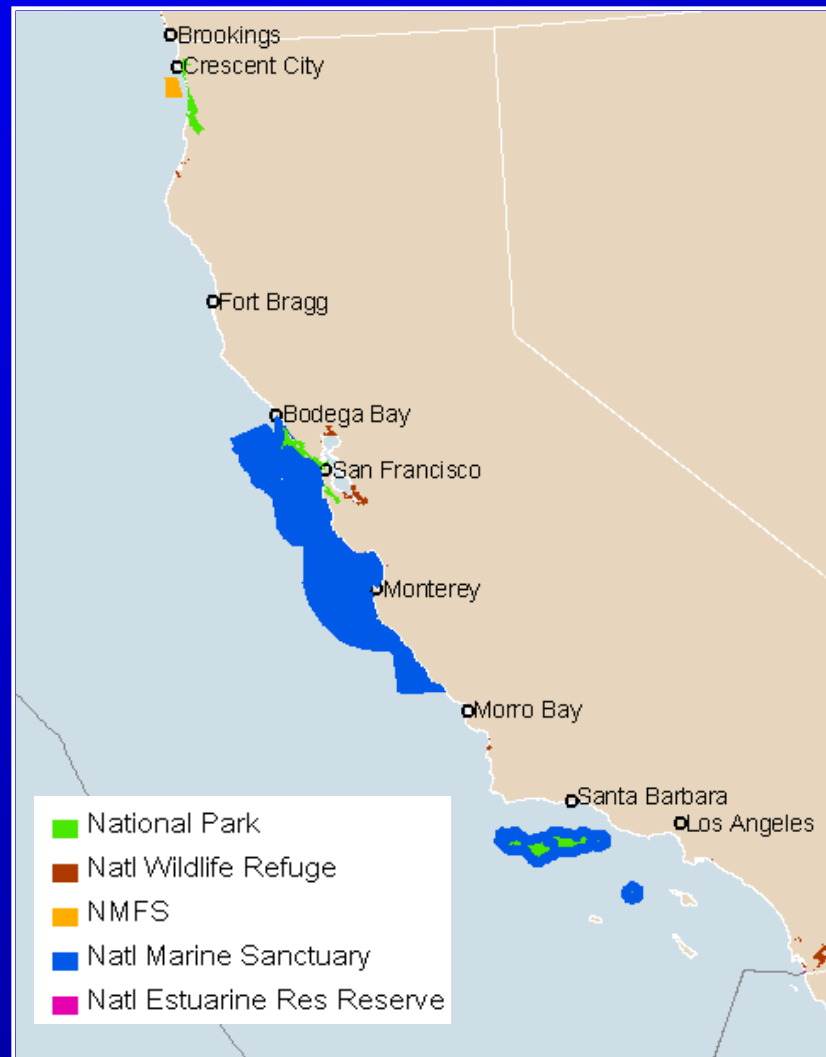 Brookings
Crescent City
Fort Bragg
Bodega Bay
San Francisco
Monterey
Morro Bay
Santa Barbara
Los Angeles
National Park
Natl Wildlife Refuge
NMFS
Natl Marine Sanctuary
Natl Estuarine Res Reserve